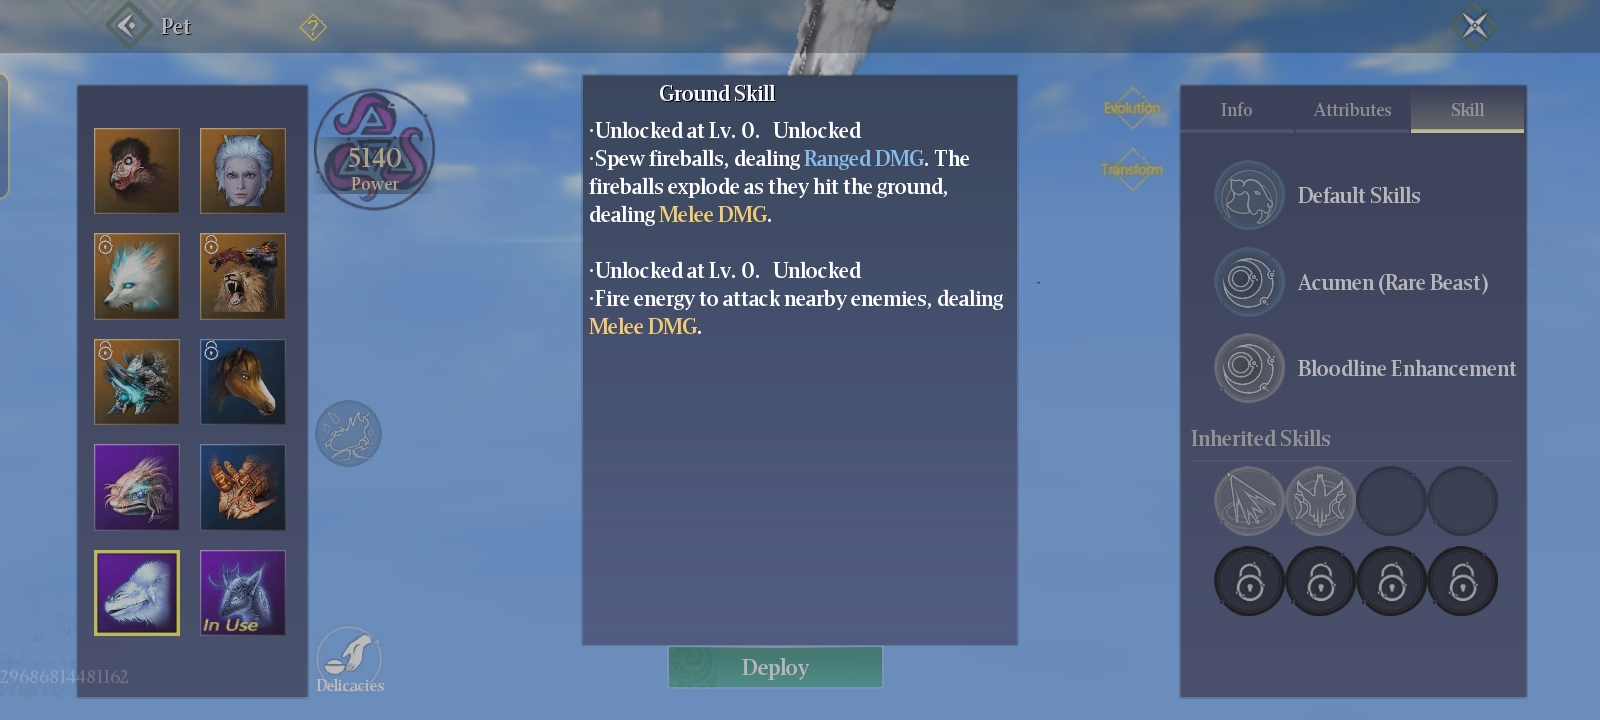 Pet
?
5140
Power
Ground Skill
·Unlocked at Lv. 0. Unlocked
·Spew fireballs, dealing Ranged DMG. The
fireballs explode as they hit the ground,
dealing Melee DMG.
·Unlocked at Lv. 0. Unlocked
·Fire energy to attack nearby enemies, dealing
Melee DMG.
Evolution
Transform
Info
Attributes
Skill
Default Skills
Acumen (Rare Beast)
Bloodline Enhancement
Inherited Skills
In Use
Delicacies
Deploy
29686814481162